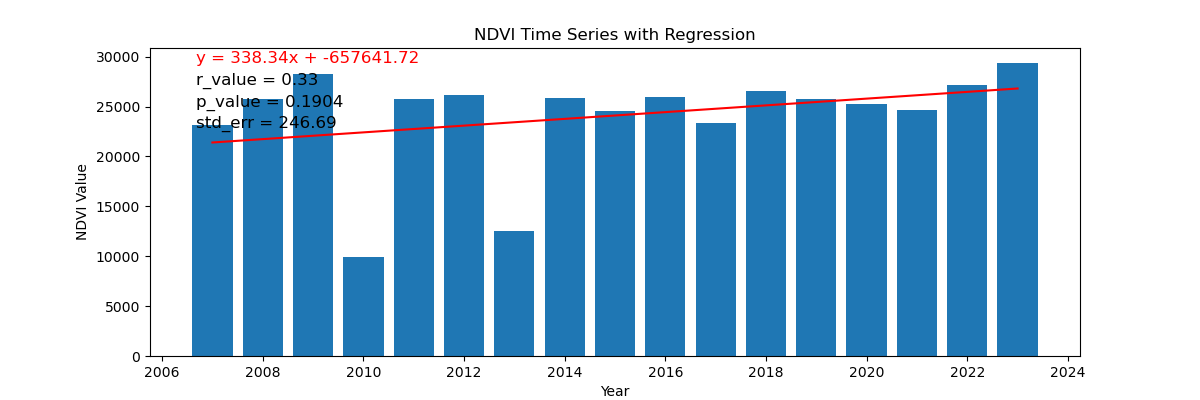 NDVI Time Series with Regression
y = 338.34x + -657641.72
r_value = 0.33
p_value = 0.1904
std_err = 246.69
30000
25000
20000
15000
10000
5000
0
NDVI Value
2006 2008 2010 2012 2014 2016 2018 2020 2022 2024
Year